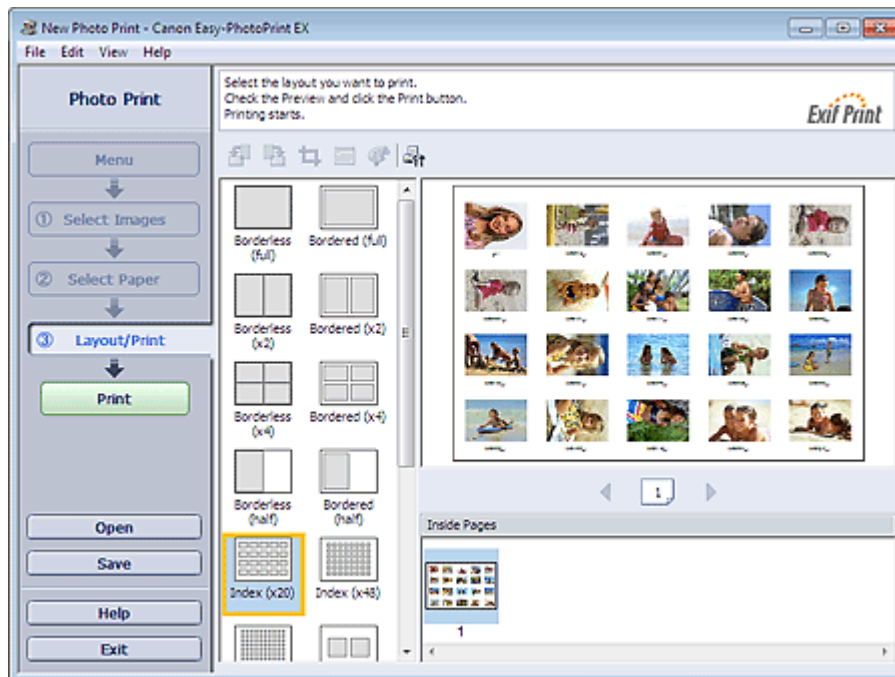 New Photo Print - Canon Easy-PhotoPrint EX
File Edit View Help
Photo Print
Select the layout you want to print.
Check the Preview and click the Print button.
Printing starts.
Exif Print
Menu
① Select Images
② Select Paper
③ Layout/Print
Print
Open
Save
Help
Exit
Borderless
(full)
Bordered (full)
Borderless
(x2)
Bordered (x2)
Borderless
(x4)
Bordered (x4)
Borderless
(half)
Bordered
(half)
Index (x20)
Index (x48)
1
Inside Pages
1